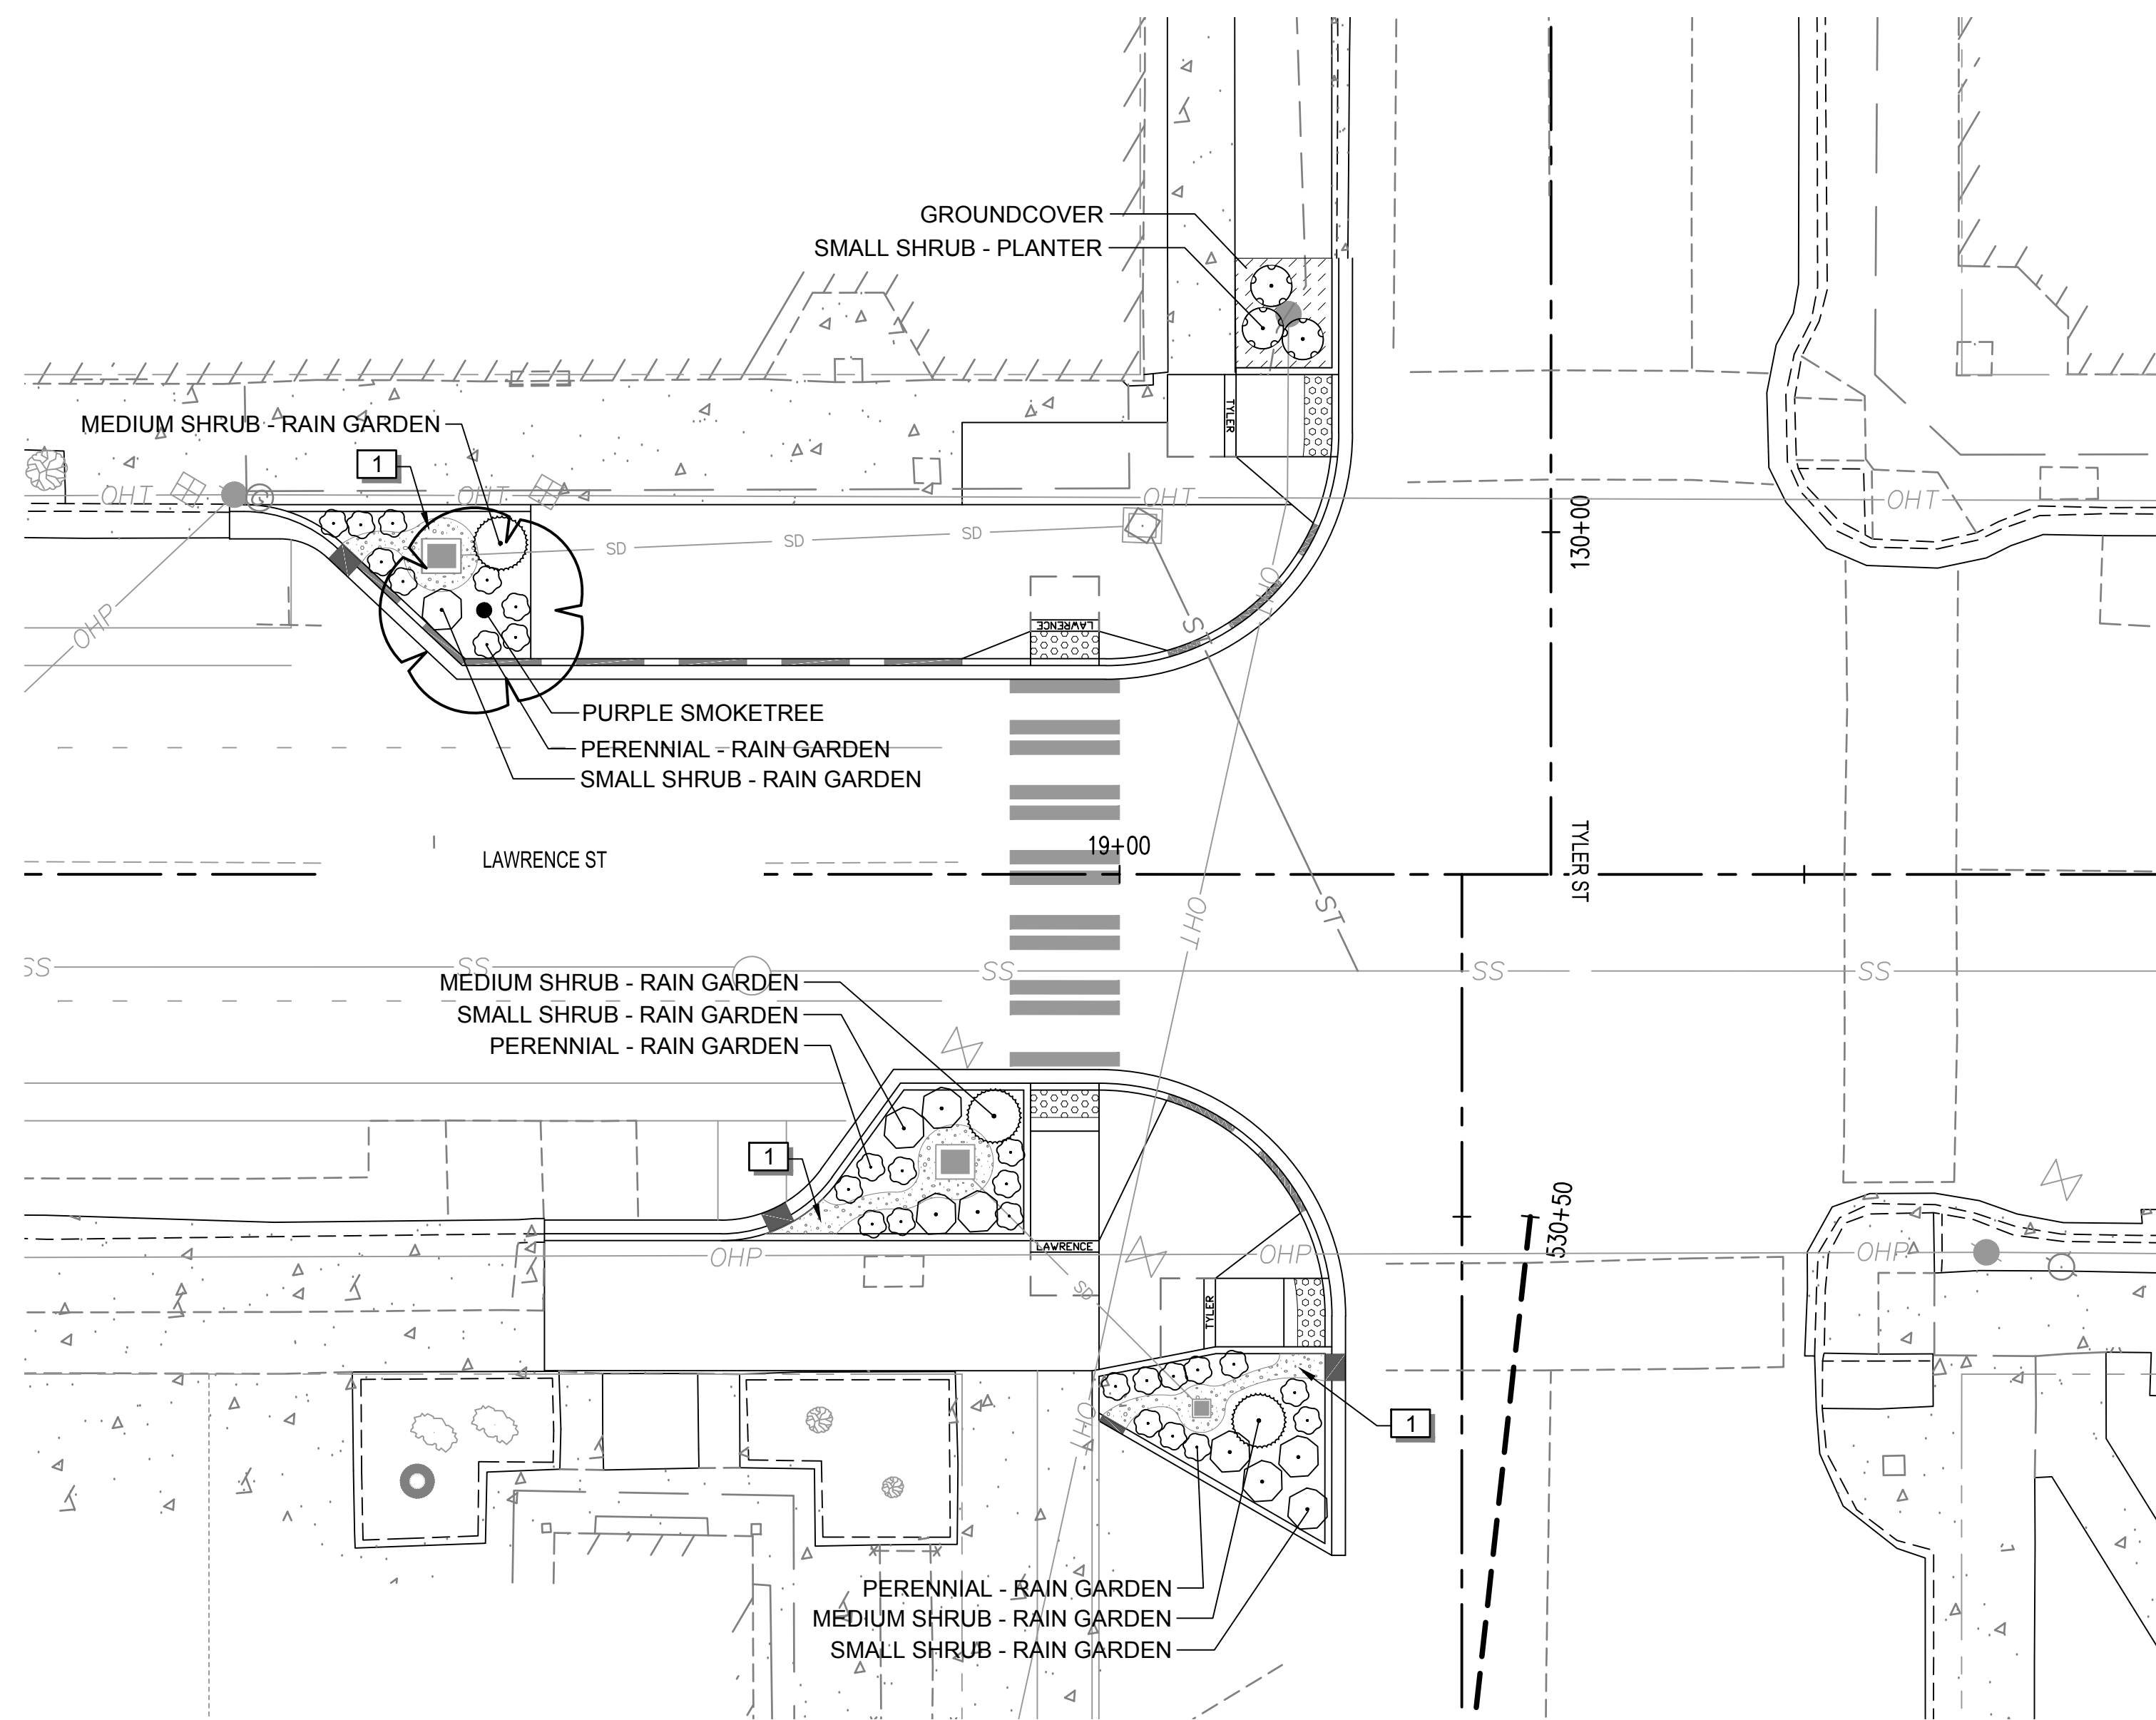 GROUNDCOVER
SMALL SHRUB - PLANTER
TYLER
MEDIUM SHRUB - RAIN GARDEN
1
OHT
OHT
OHT
OHT
130+00
SD
SD
SD
OHT
OHP
LAWRENCE
ST
PURPLE SMOKETREE
PERENNIAL - RAIN GARDEN
SMALL SHRUB - RAIN GARDEN
19+00
LAWRENCE ST
TYLER ST
OHT
ST
SS
SS
SS
SS
SS
MEDIUM SHRUB - RAIN GARDEN
SMALL SHRUB - RAIN GARDEN
PERENNIAL - RAIN GARDEN
1
530+50
LAWRENCE
OHP
OHP
OHP
SD
TYLER
OHT
1
PERENNIAL - RAIN GARDEN
MEDIUM SHRUB - RAIN GARDEN
SMALL SHRUB - RAIN GARDEN